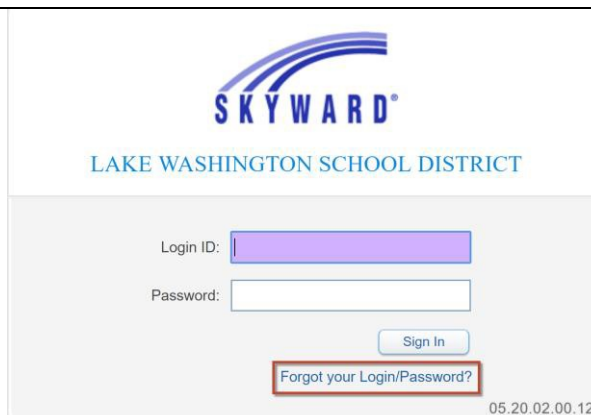 SKYWARD®
LAKE WASHINGTON SCHOOL DISTRICT
Login ID:
Password:
Sign In
Forgot your Login/Password?
05.20.02.00.12